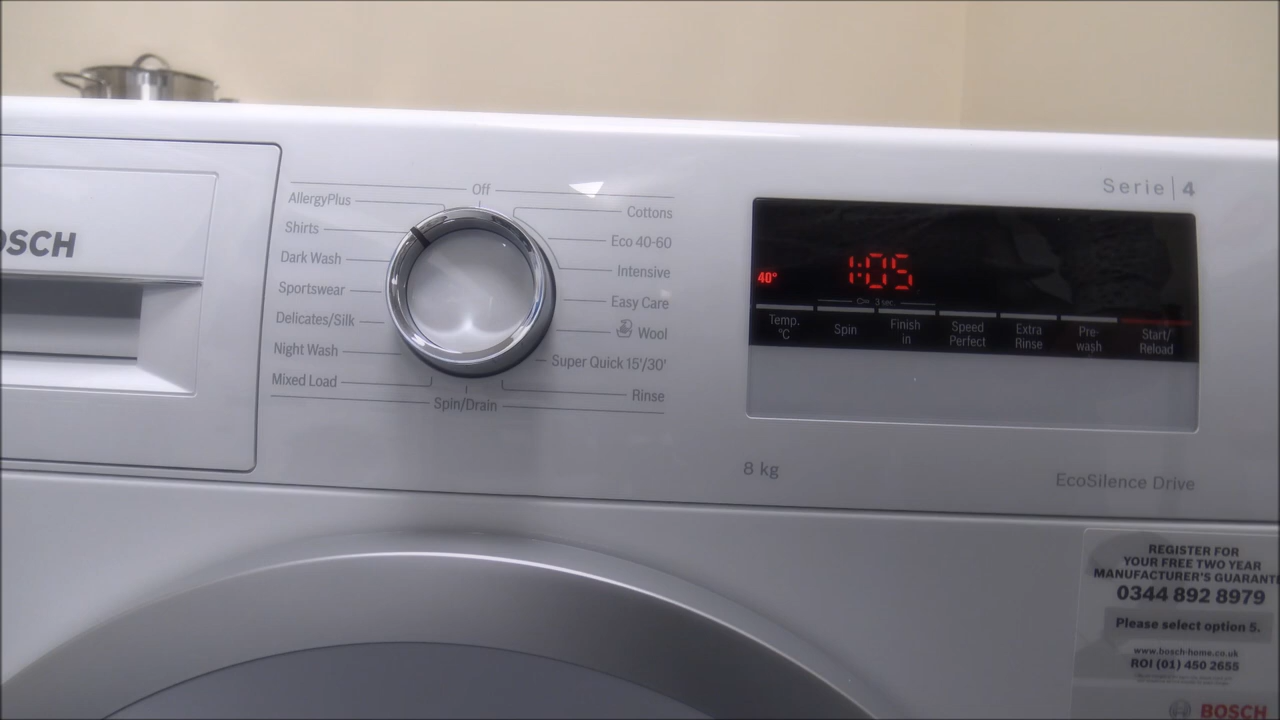 OSCH
Off
AllergyPlus
Shirts
Dark Wash
Sportswear
Delicates/Silk
Night Wash
Mixed Load
Spin/Drain
Cottons
Eco 40-60
Intensive
Easy Care
Wool
Super Quick 15'/30'
Rinse
Serie | 4
40°
1:05
3 sec.
Temp. °C
Spin
Finish in
Speed Perfect
Extra Rinse
Pre-wash
Start/Reload
8 kg
EcoSilence Drive
REGISTER FOR
YOUR FREE TWO YEAR
MANUFACTURER'S GUARANT
0344 892 8979
Please select option 5.
www.bosch-home.co.uk
ROI (01) 450 2655
BOSCH